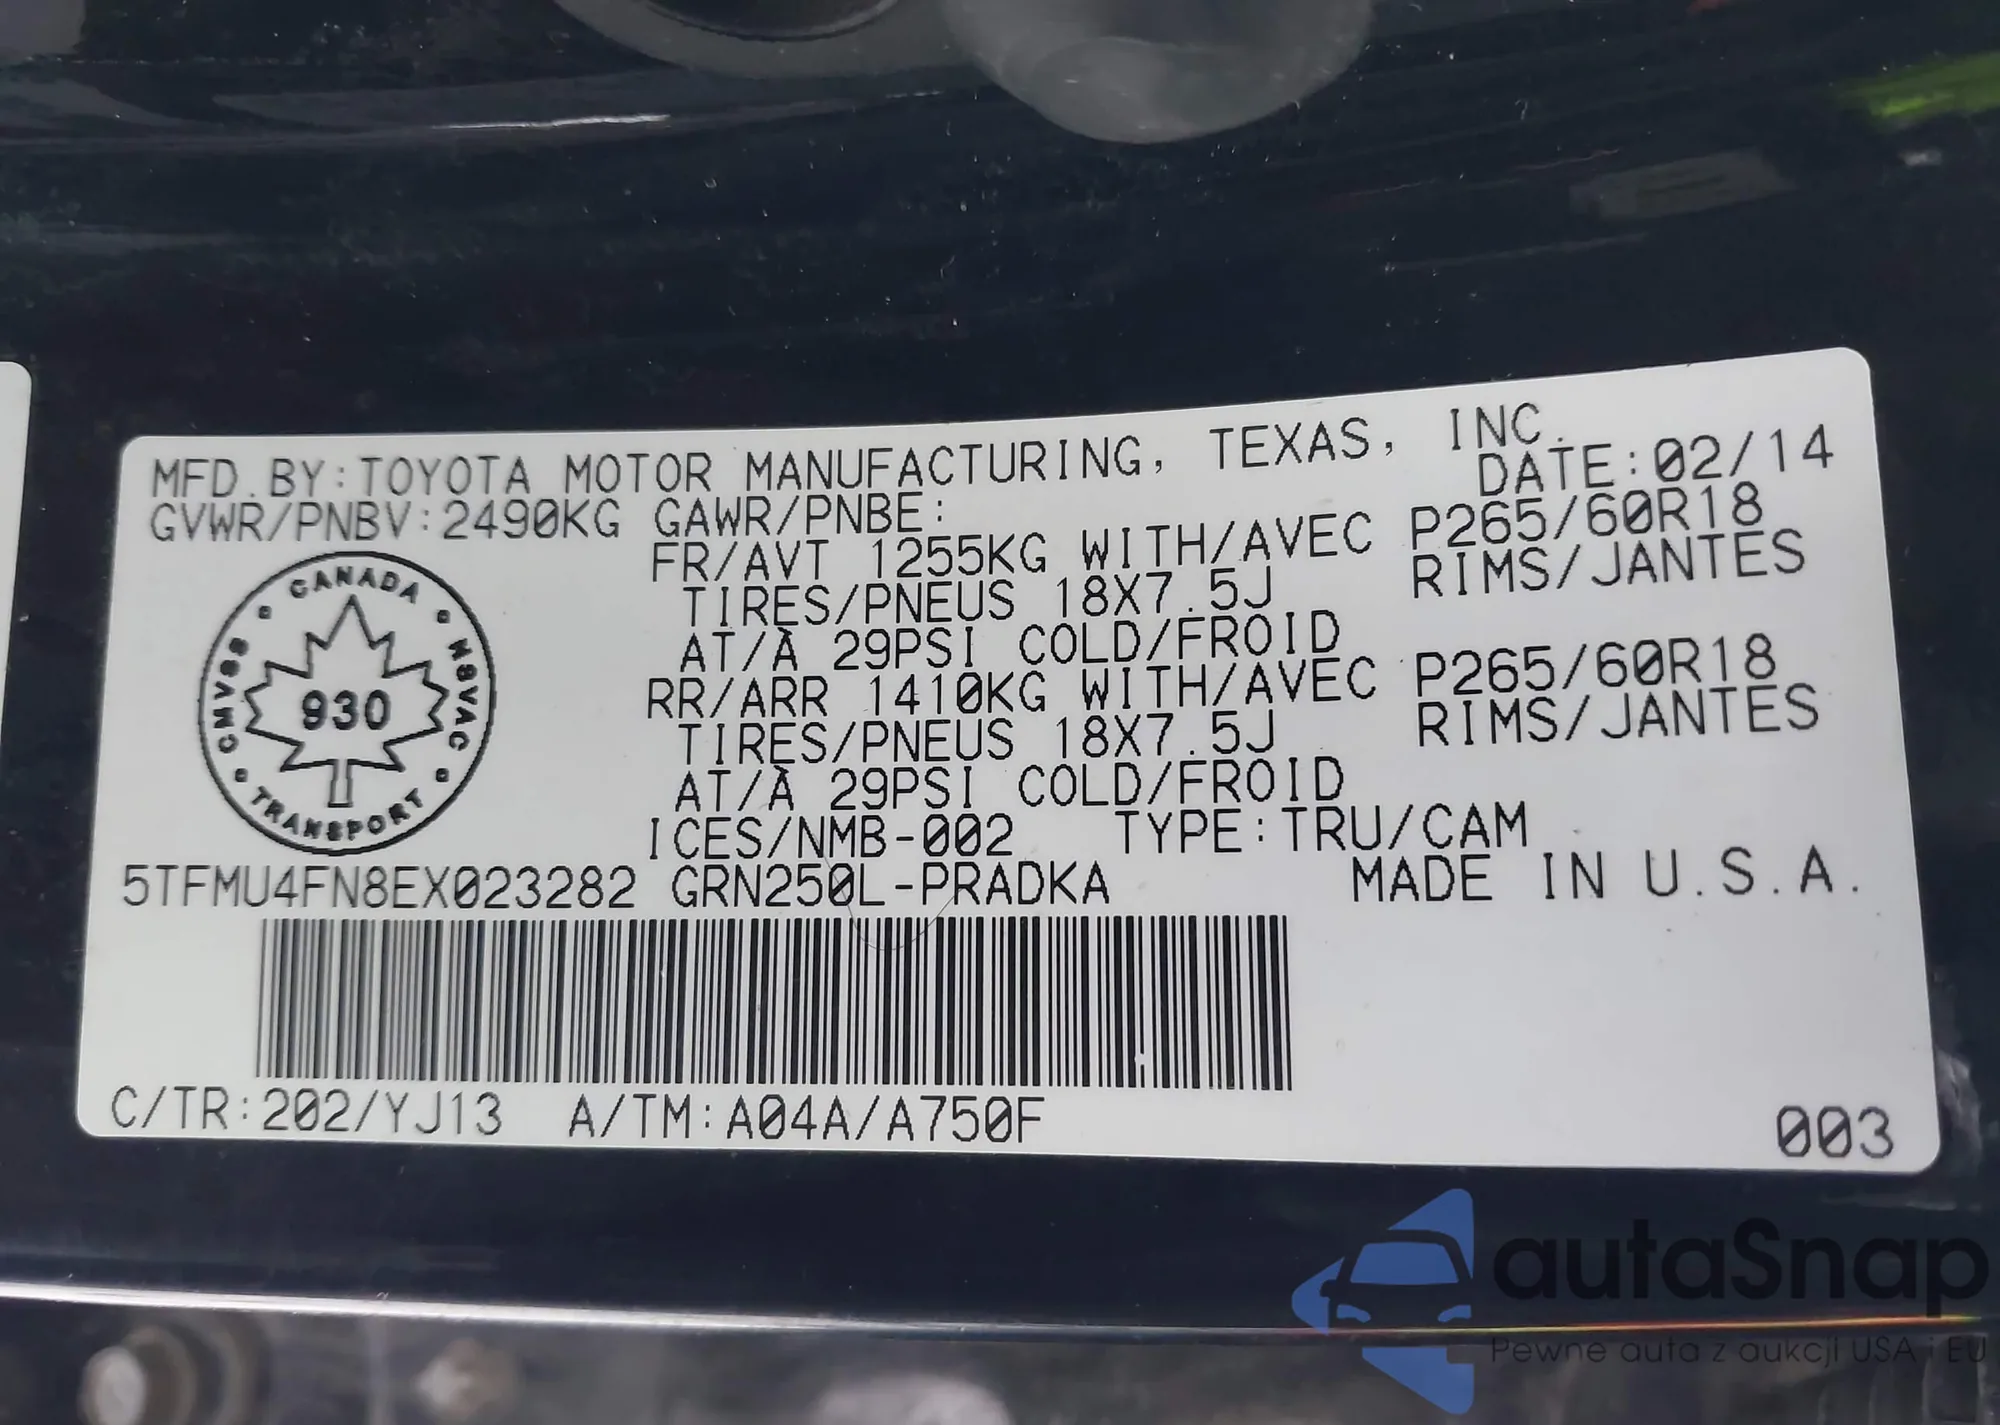 MFD.BY:TOYOTA MOTOR MANUFACTURING, TEXAS, INC.
DATE:02/14
GVWR/PNBV:2490KG GAWR/PNBE:
FR/AVT 1255KG WITH/AVEC P265/60R18
TIRES/PNEUS 18X7.5J RIMS/JANTES
AT/À 29PSI COLD/FROID
RR/ARR 1410KG WITH/AVEC P265/60R18
TIRES/PNEUS 18X7.5J RIMS/JANTES
AT/À 29PSI COLD/FROID
ICES/NMB-002 TYPE:TRU/CAM
CANADA
CMVSS
NSVAC
930
TRANSPORT
5TFMU4FN8EX023282 GRN250L-PRADKA MADE IN U.S.A.
C/TR:202/YJ13 A/TM:A04A/A750F
003
autaSnap
Pewne auta z aukcji USA i EU